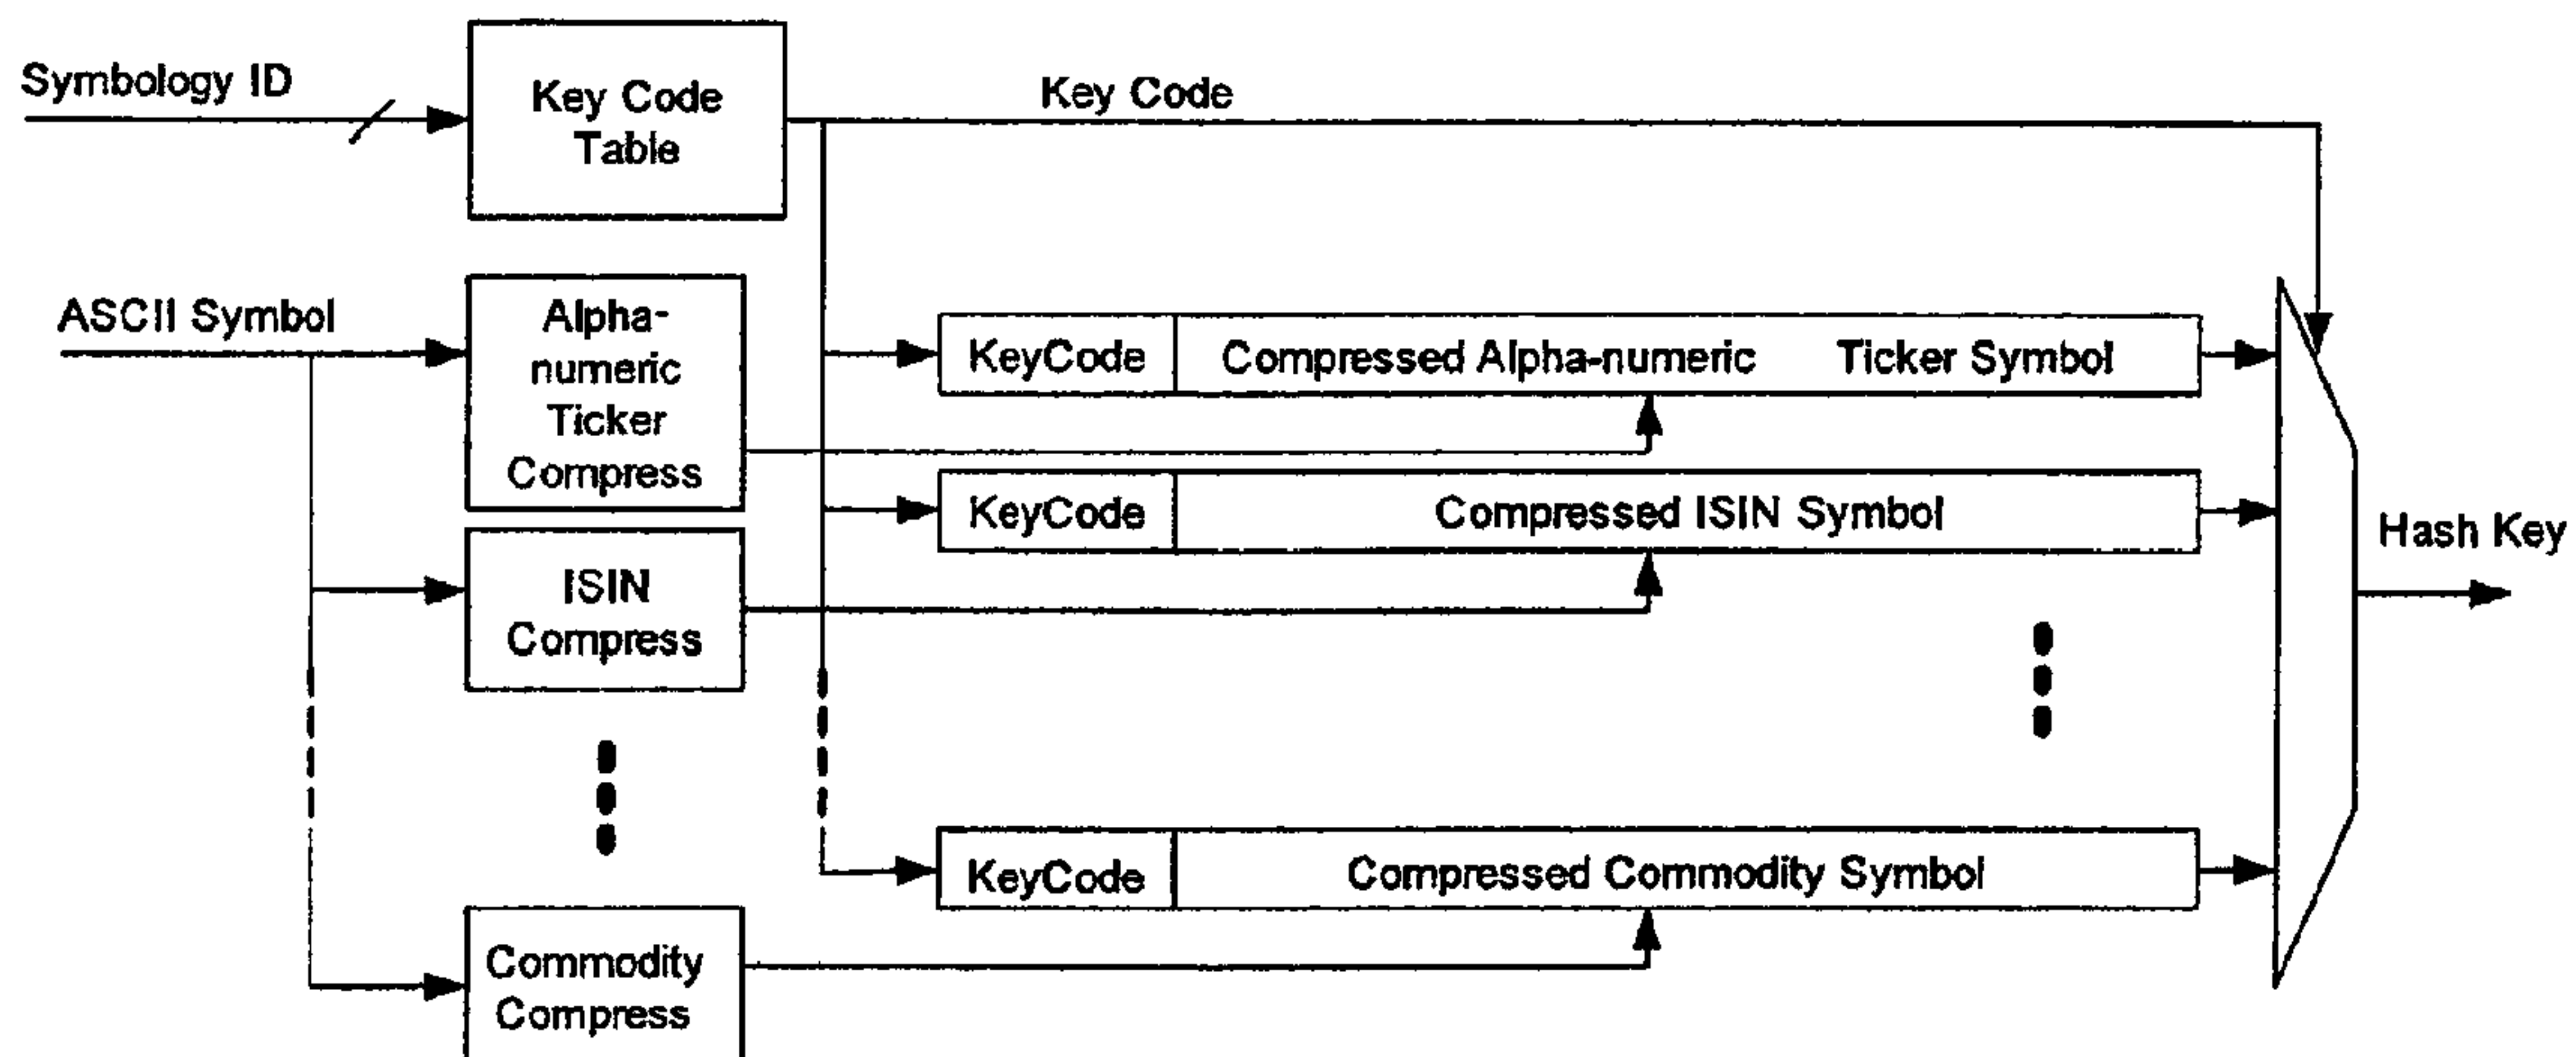 Symbology ID
Key Code
Table
Key Code
ASCII Symbol
Alpha-
numeric
Ticker
Compress
KeyCode
Compressed Alpha-numeric Ticker Symbol
KeyCode
Compressed ISIN Symbol
Hash Key
ISIN
Compress
KeyCode
Compressed Commodity Symbol
Commodity
Compress